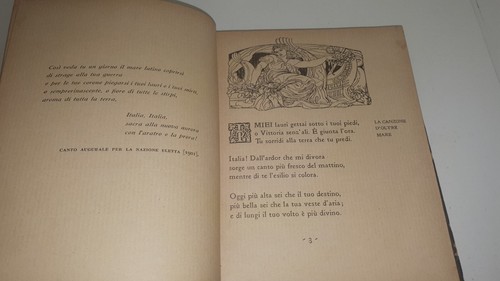 Così veda tu un giorno il mare latino coprirsi
di strage alla tua guerra
e per le tue corone piegarsi i tuoi lauri e i tuoi mirti,
o semprerinascente, o fiore di tutte le stirpi,
aroma di tutta la terra,
Italia, Italia,
sacra alla nuova aurora
con l'aratro e la prora!
CANTO AUGURALE PER LA NAZIONE ELETTA [1901].
I MIEI lauri gettai sotto i tuoi piedi,
o Vittoria senz'ali. È giunta l'ora.
Tu sorridi alla terra che tu predi.
LA CANZONE
D'OLTRE
MARE
Italia! Dall'ardor che mi divora
sorge un canto più fresco del mattino,
mentre di te l'esilio si colora.
Oggi più alta sei che il tuo destino,
più bella sei che la tua veste d'aria;
e di lungi il tuo volto è più divino.
3